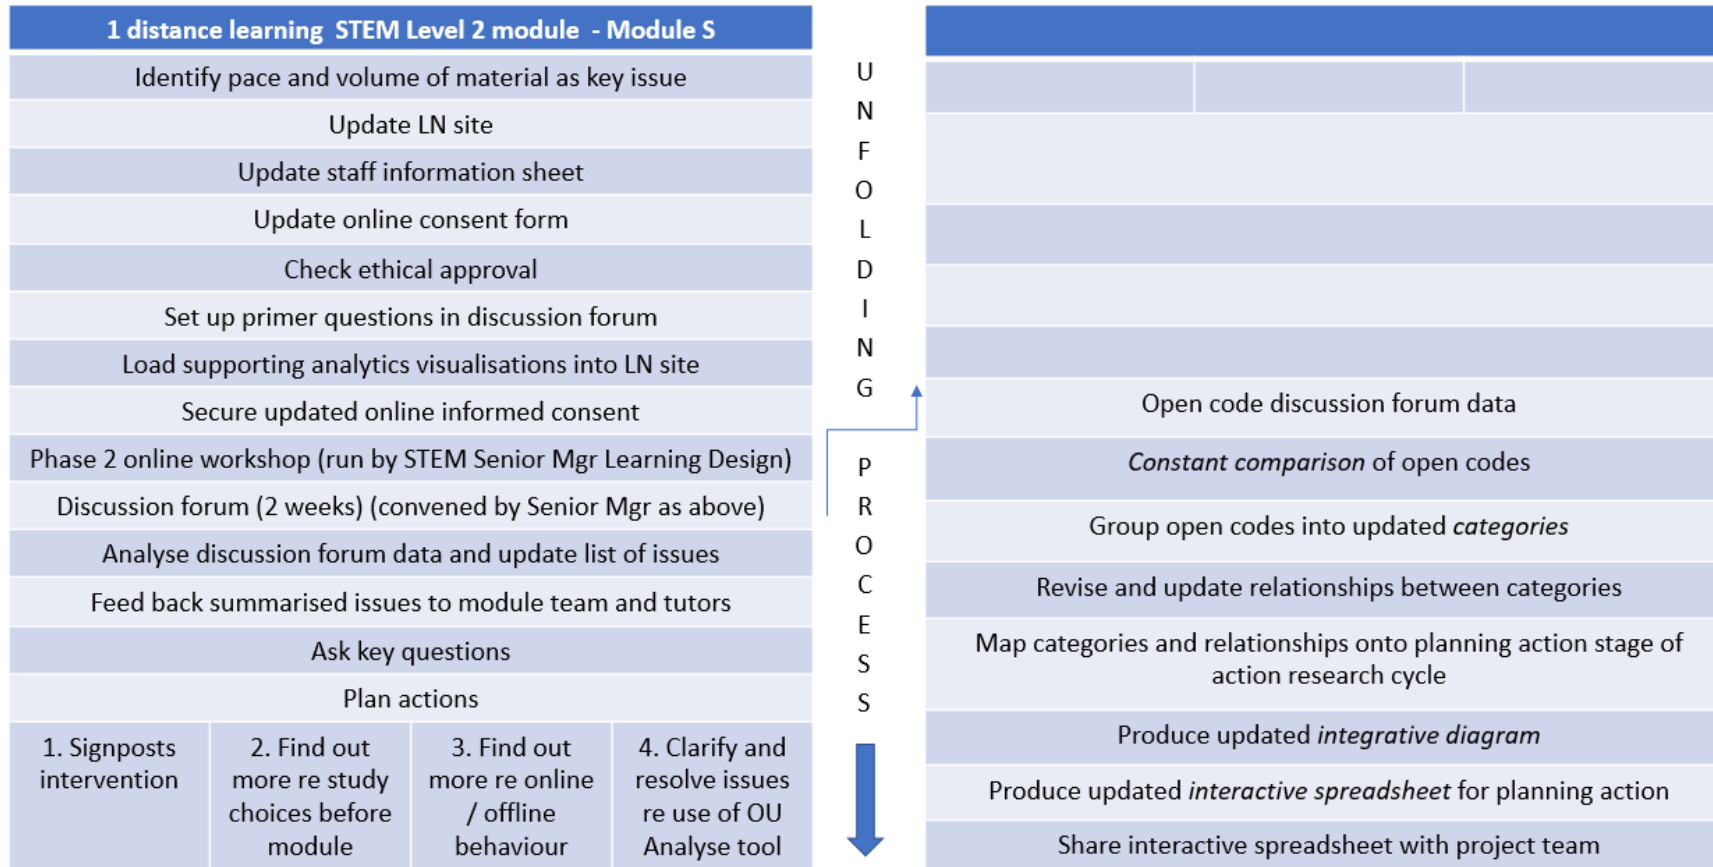 1 distance learning STEM Level 2 module - Module S
Identify pace and volume of material as key issue
Update LN site
Update staff information sheet
Update online consent form
Check ethical approval
Set up primer questions in discussion forum
Load supporting analytics visualisations into LN site
Secure updated online informed consent
Phase 2 online workshop (run by STEM Senior Mgr Learning Design)
Discussion forum (2 weeks) (convened by Senior Mgr as above)
Analyse discussion forum data and update list of issues
Feed back summarised issues to module team and tutors
Ask key questions
Plan actions
1. Signposts
intervention
2. Find out
more re study
choices before
module
3. Find out
more re online
/ offline
behaviour
4. Clarify and
resolve issues
re use of OU
Analyse tool
U
N
F
O
L
D
I
N
G
P
R
O
C
E
S
S
Open code discussion forum data
Constant comparison of open codes
Group open codes into updated categories
Revise and update relationships between categories
Map categories and relationships onto planning action stage of
action research cycle
Produce updated integrative diagram
Produce updated interactive spreadsheet for planning action
Share interactive spreadsheet with project team